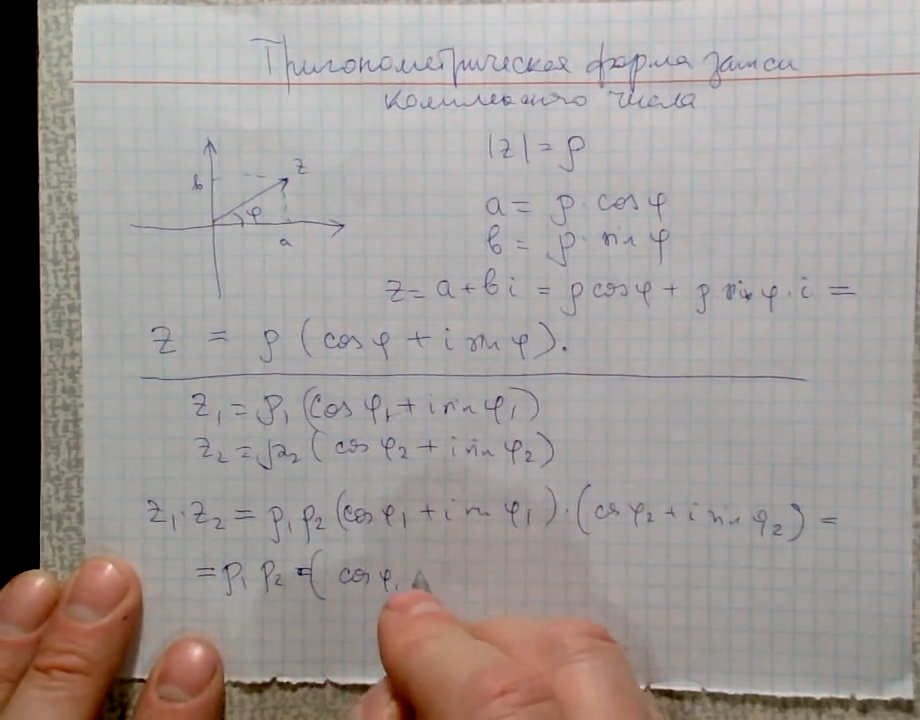 Тригонометрическая форма записи
комплексного числа
b
z
φ
a
|z| = ρ
a = ρ · cos φ
b = ρ · sin φ
z = a + b i = ρ cos φ + ρ sin φ · i =
z = ρ (cos φ + i sin φ).
z₁ = ρ₁ (cos φ₁ + i sin φ₁)
z₂ = ρ₂ (cos φ₂ + i sin φ₂)
z₁ · z₂ = ρ₁ ρ₂ (cos φ₁ + i sin φ₁) · (cos φ₂ + i sin φ₂) =
= ρ₁ ρ₂ ( cos φ₁